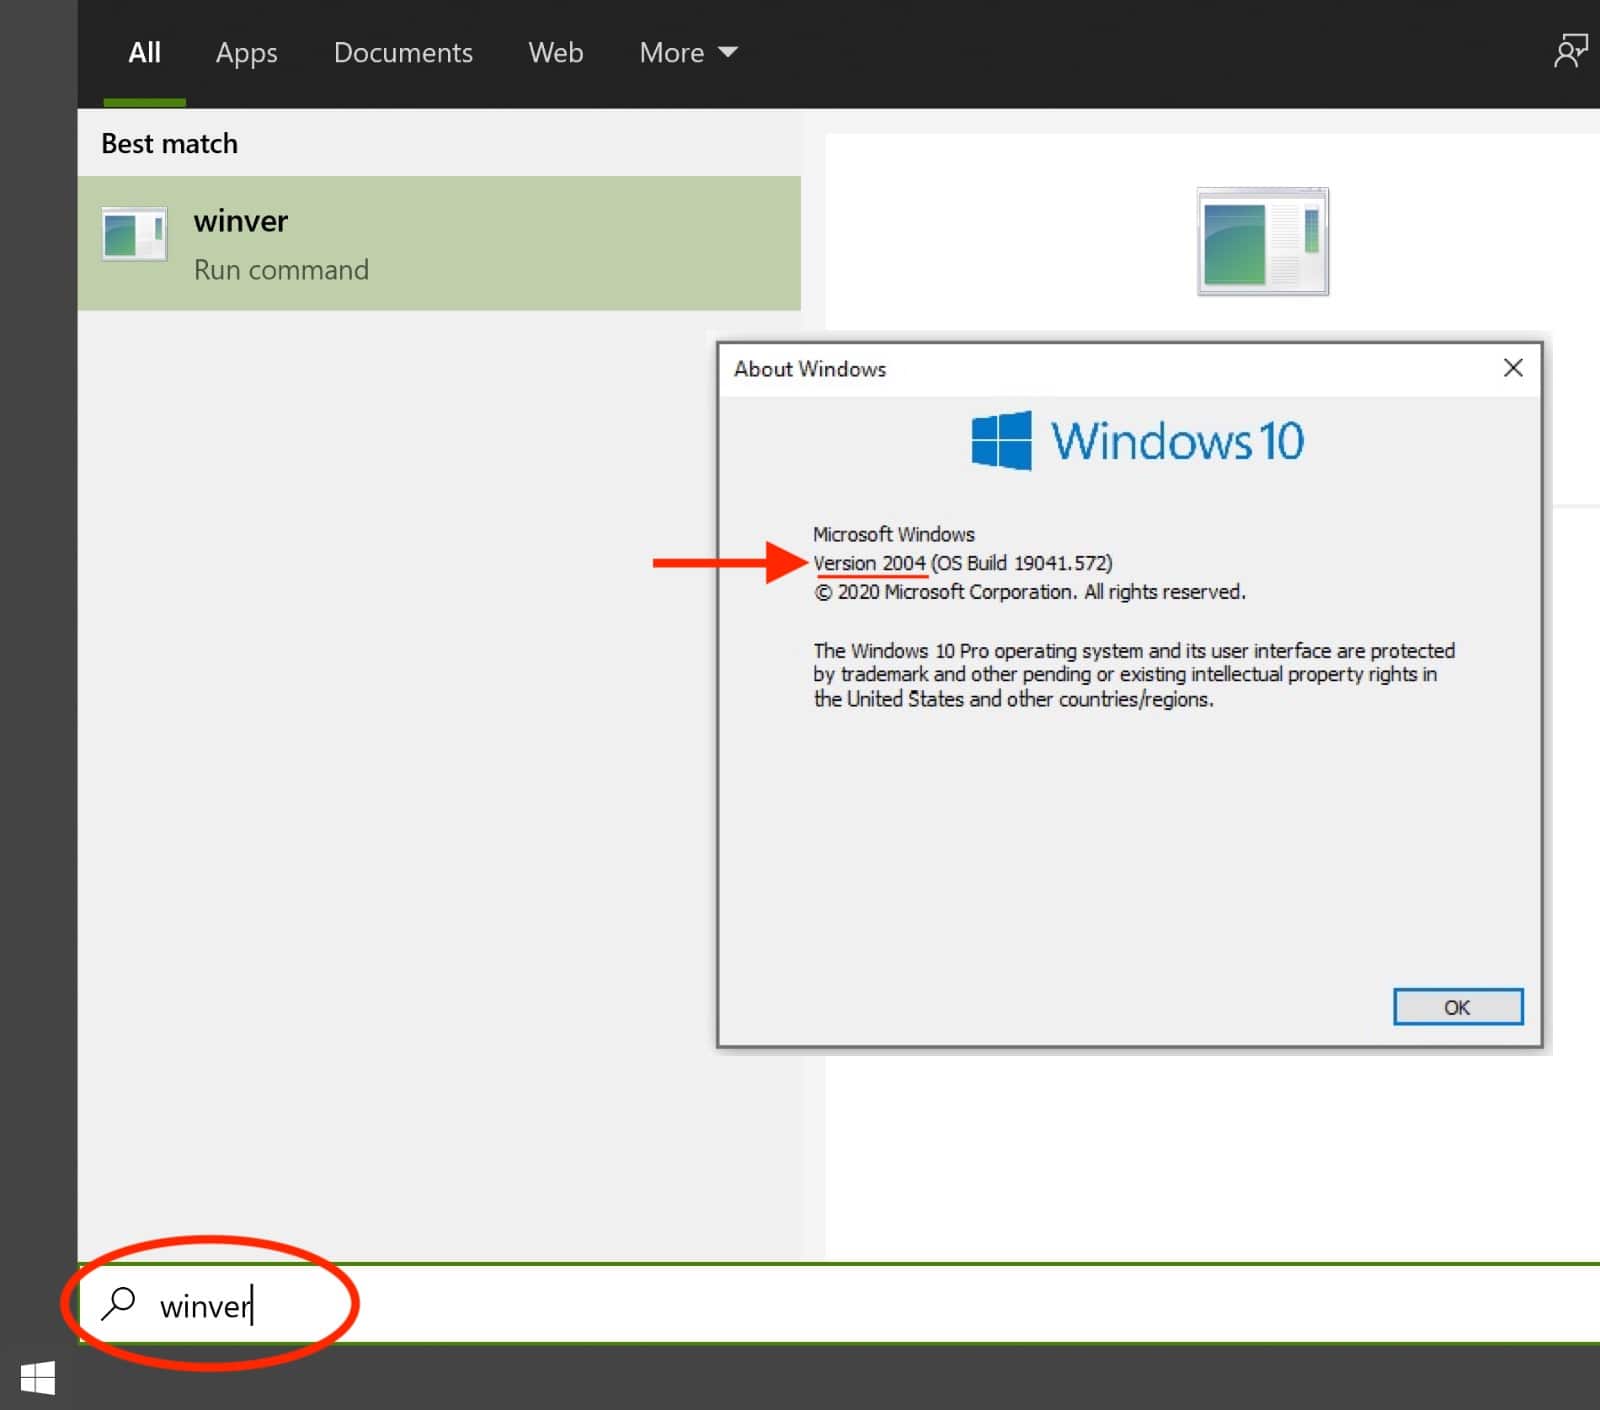 All Apps Documents Web More
Best match
winver
Run command
About Windows
Windows 10
Microsoft Windows
Version 2004 (OS Build 19041.572)
© 2020 Microsoft Corporation. All rights reserved.
The Windows 10 Pro operating system and its user interface are protected
by trademark and other pending or existing intellectual property rights in
the United States and other countries/regions.
OK
winver